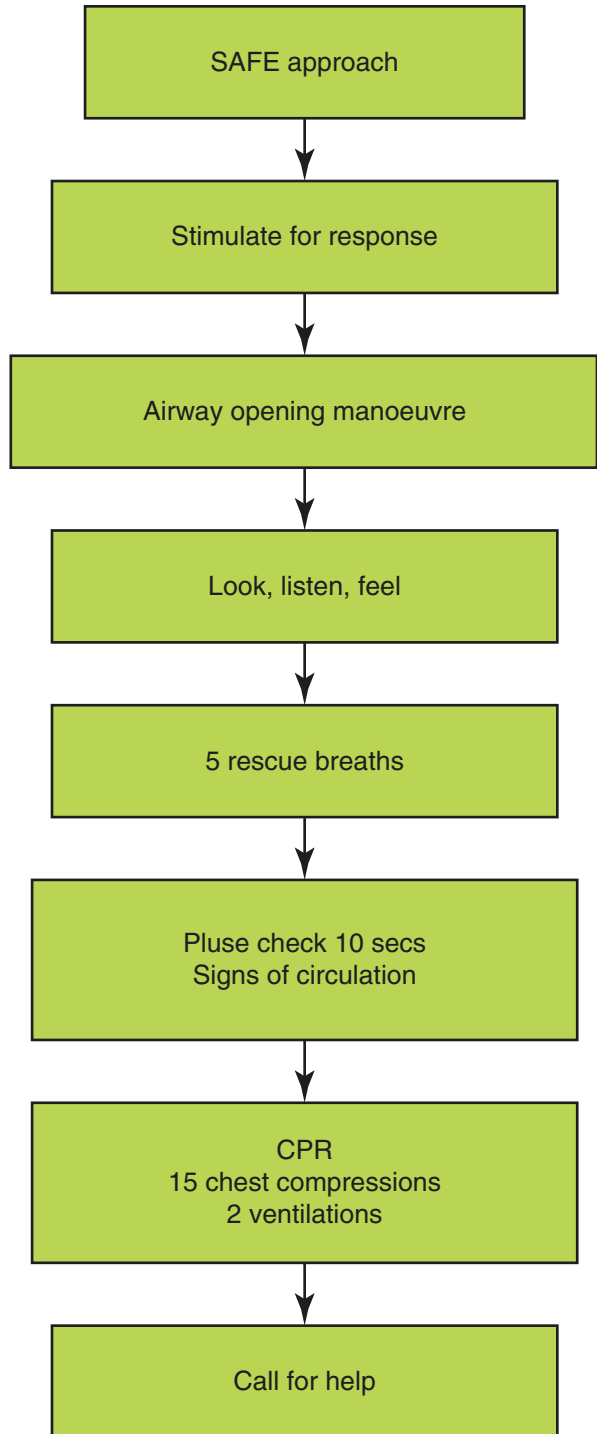 SAFE approach
Stimulate for response
Airway opening manoeuvre
Look, listen, feel
5 rescue breaths
Pluse check 10 secs
Signs of circulation
CPR
15 chest compressions
2 ventilations
Call for help